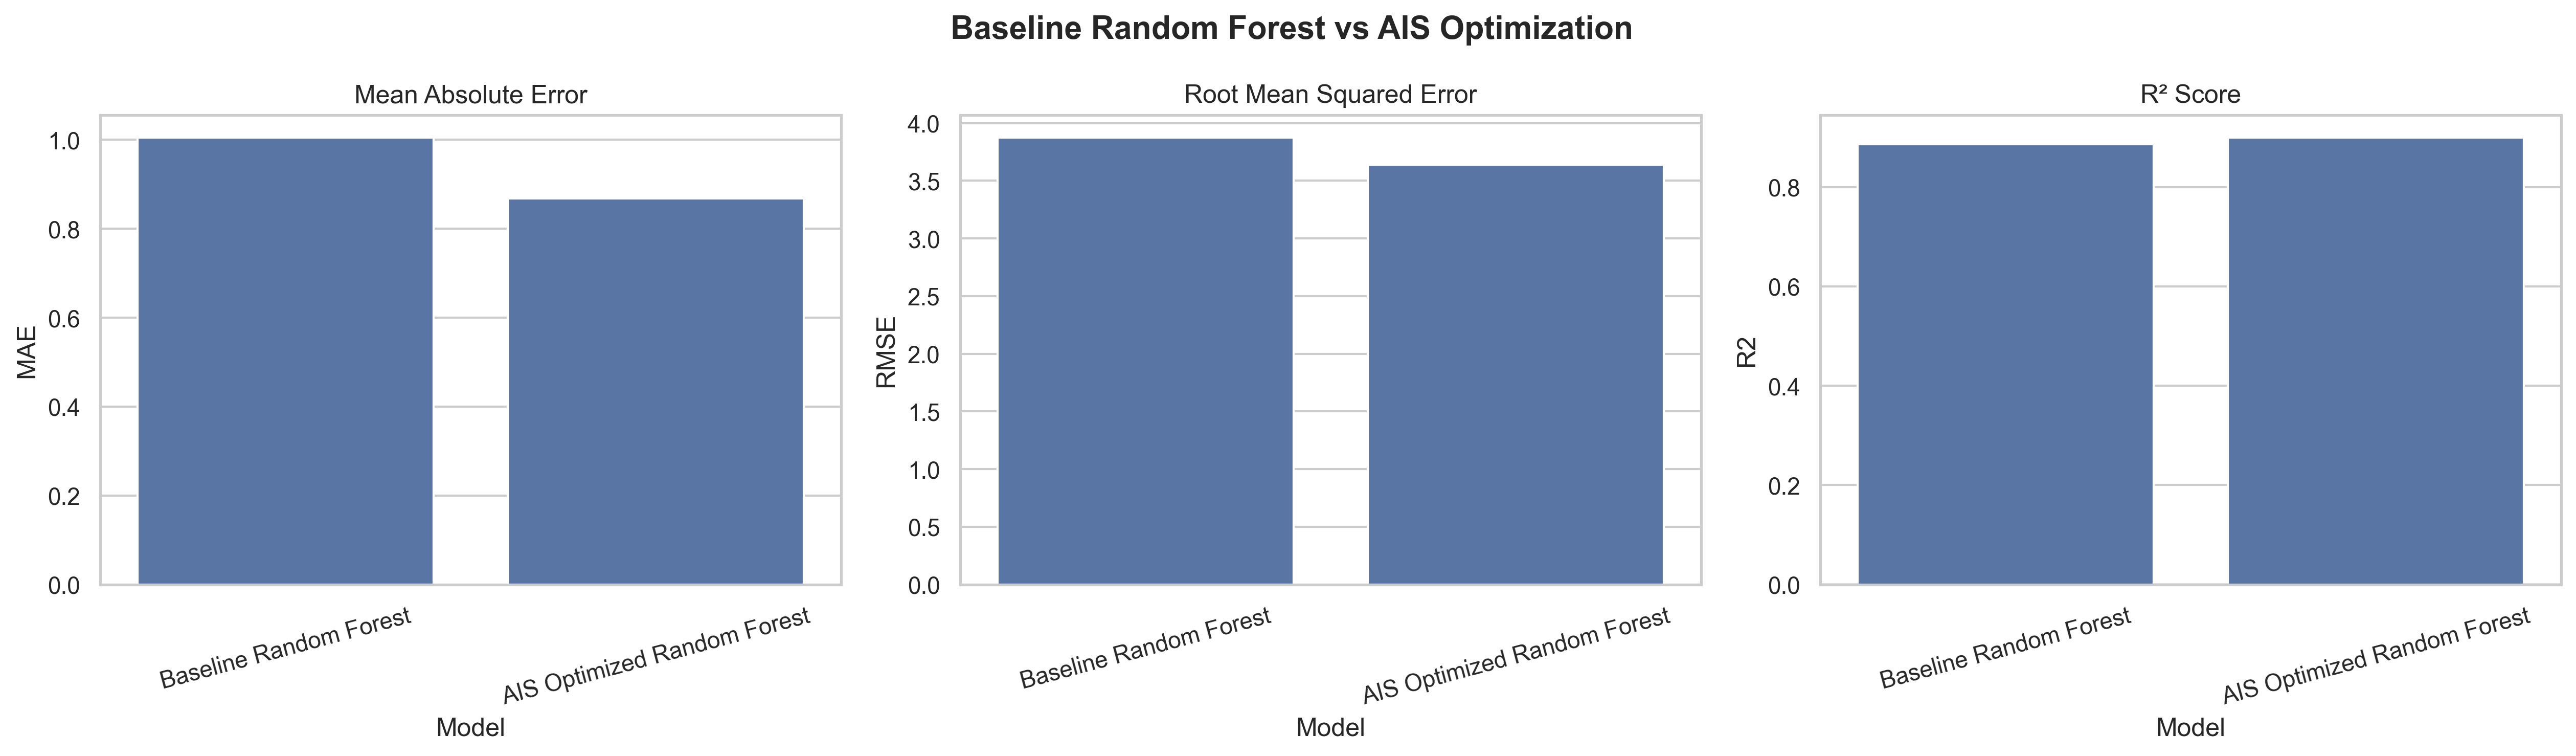 Baseline Random Forest vs AIS Optimization
Mean Absolute Error
1.0
0.8
0.6
0.4
0.2
0.0
MAE
Baseline Random Forest
AIS Optimized Random Forest
Model
Root Mean Squared Error
4.0
3.5
3.0
2.5
2.0
1.5
1.0
0.5
0.0
RMSE
Baseline Random Forest
AIS Optimized Random Forest
Model
R² Score
0.8
0.6
0.4
0.2
0.0
R2
Baseline Random Forest
AIS Optimized Random Forest
Model